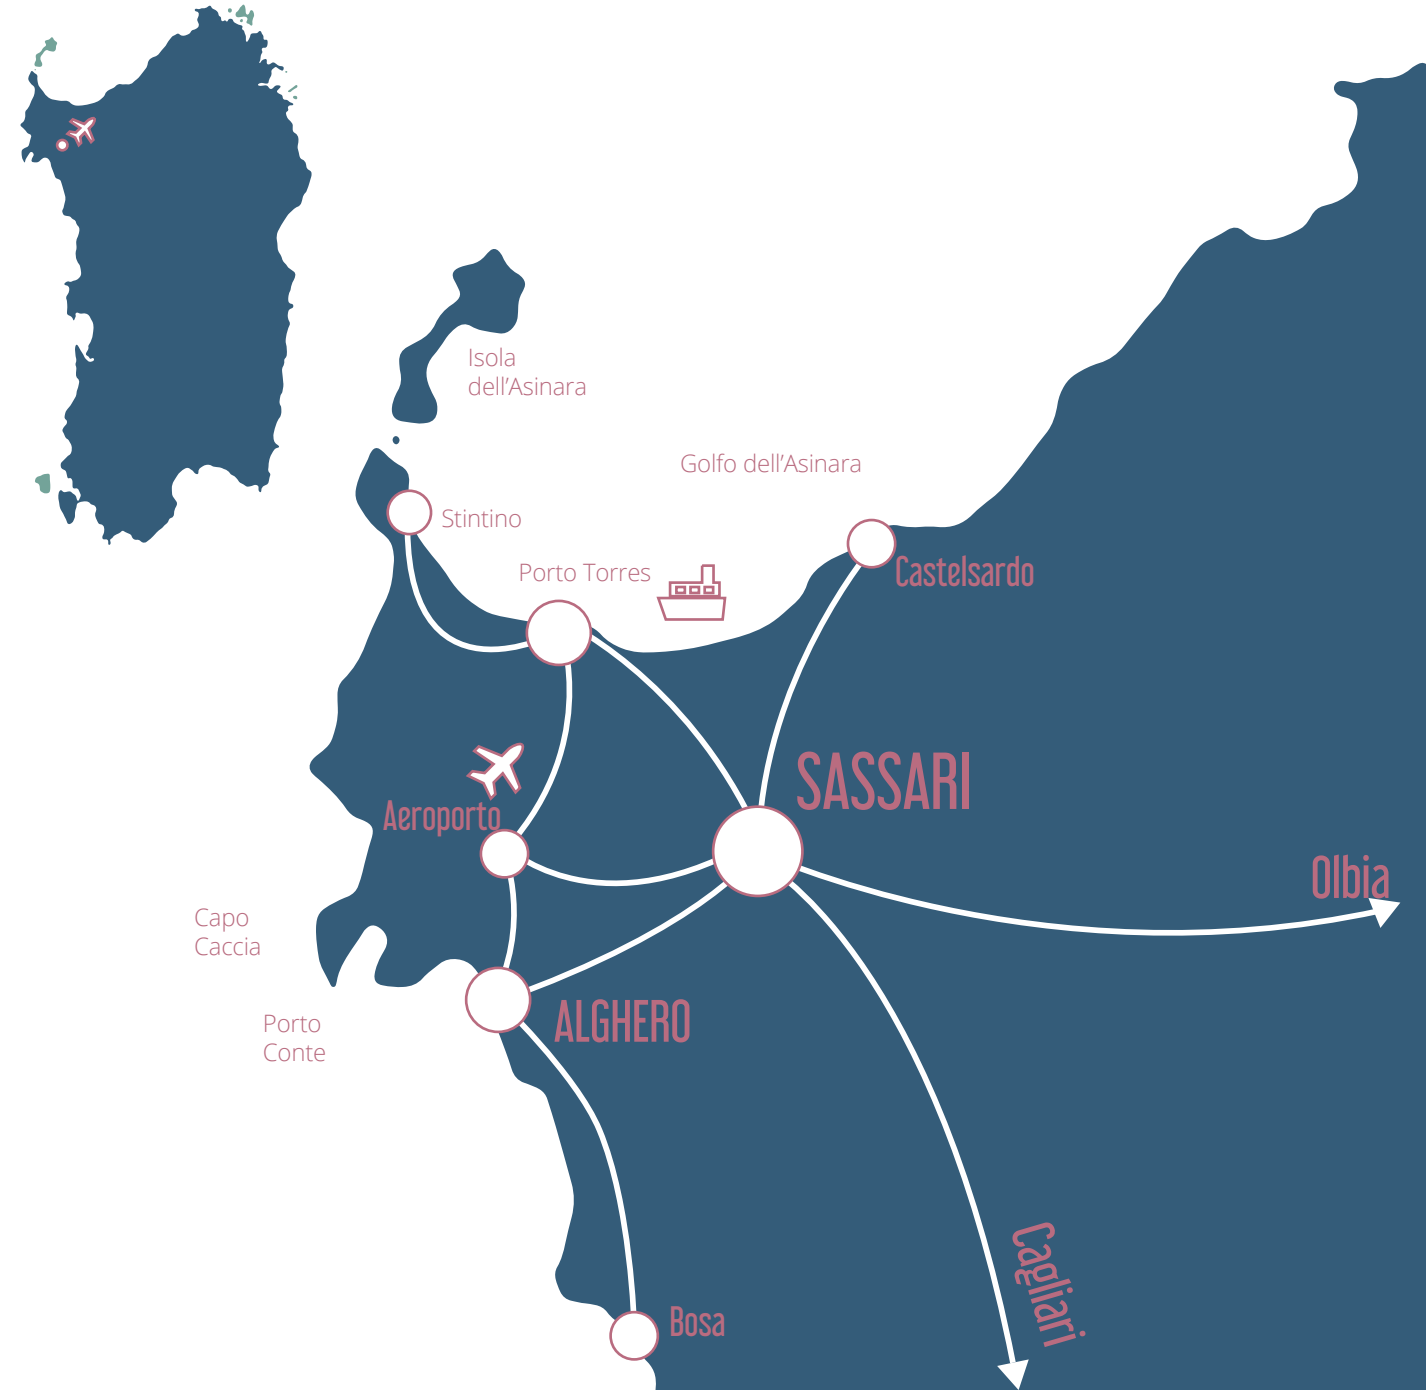 Isola
dell'Asinara
Golfo dell'Asinara
Stintino
Porto Torres
Castelsardo
SASSARI
Aeroporto
Olbia
Capo
Caccia
ALGHERO
Porto
Conte
Cagliari
Bosa